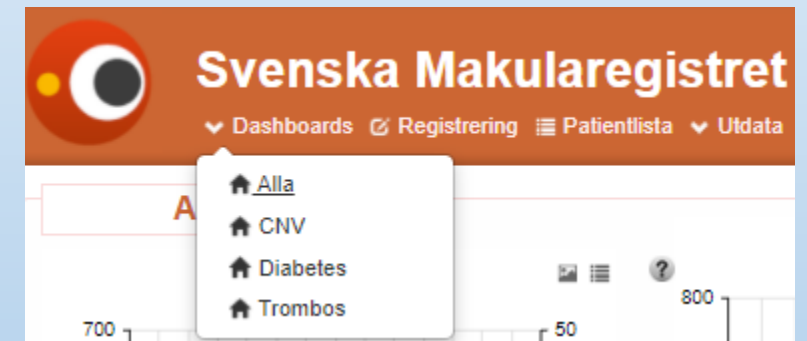 Svenska Makularegistret
Dashboards Registrering Patientlista Utdata
Alla
A
CNV
Diabetes
?
Trombos
800
700
50